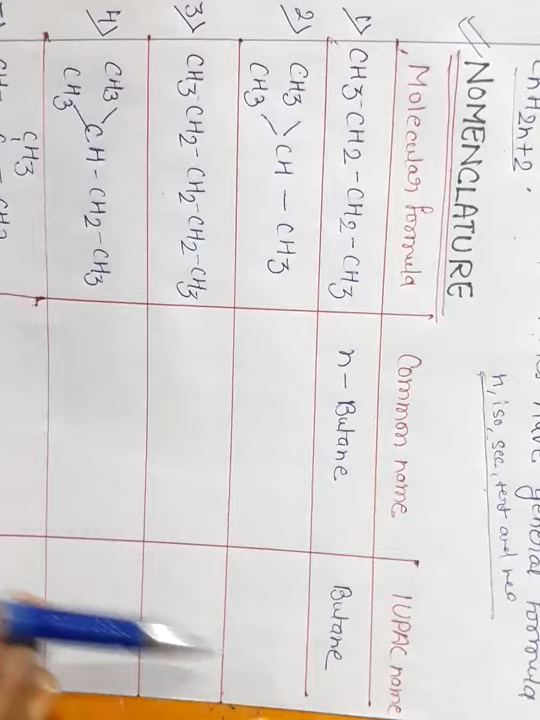 CnH2n+2.
have general formula
n, iso, sec, tert and neo
NOMENCLATURE
Molecular formula Common name IUPAC name
1) CH3-CH2-CH2-CH3 n-Butane Butane
2) CH3
CH3 > CH - CH3
3) CH3-CH2-CH2-CH2-CH3
4) CH3
CH3 > CH-CH2-CH3
CH3